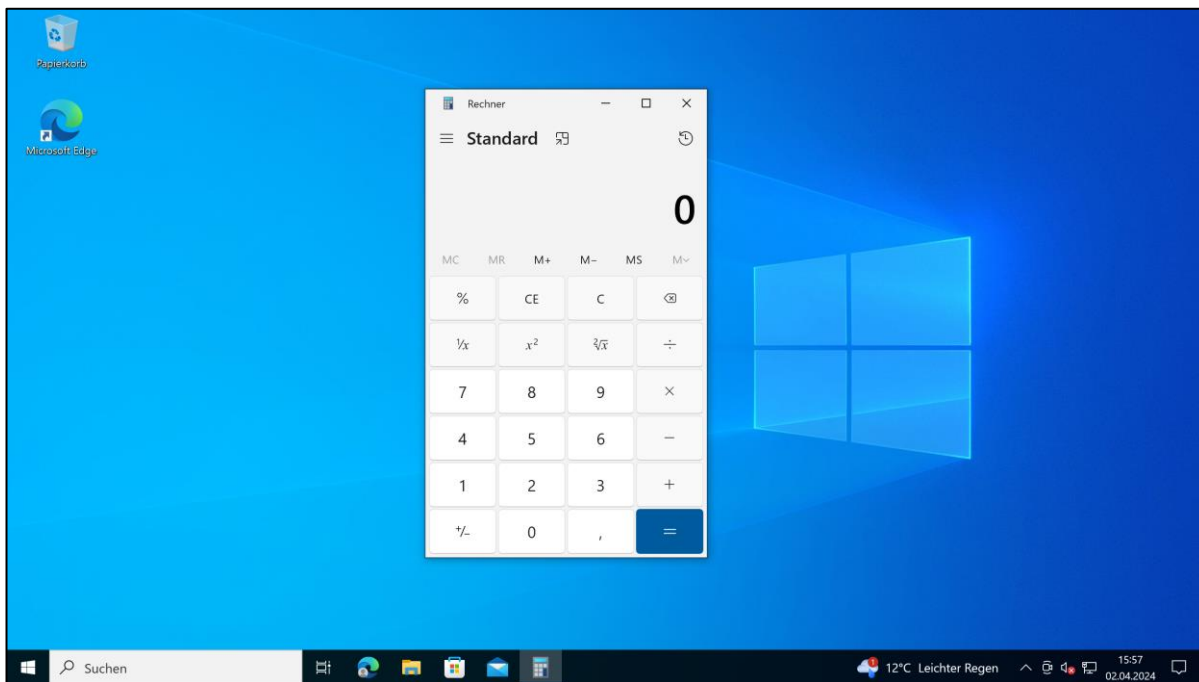 Papierkorb
Microsoft Edge
Rechner
Standard
0
MC MR M+ M− MS M
% CE C
¹/x x² ²√x ÷
7 8 9 ×
4 5 6 −
1 2 3 +
+/− 0 , =
Suchen
12°C Leichter Regen
15:57
02.04.2024